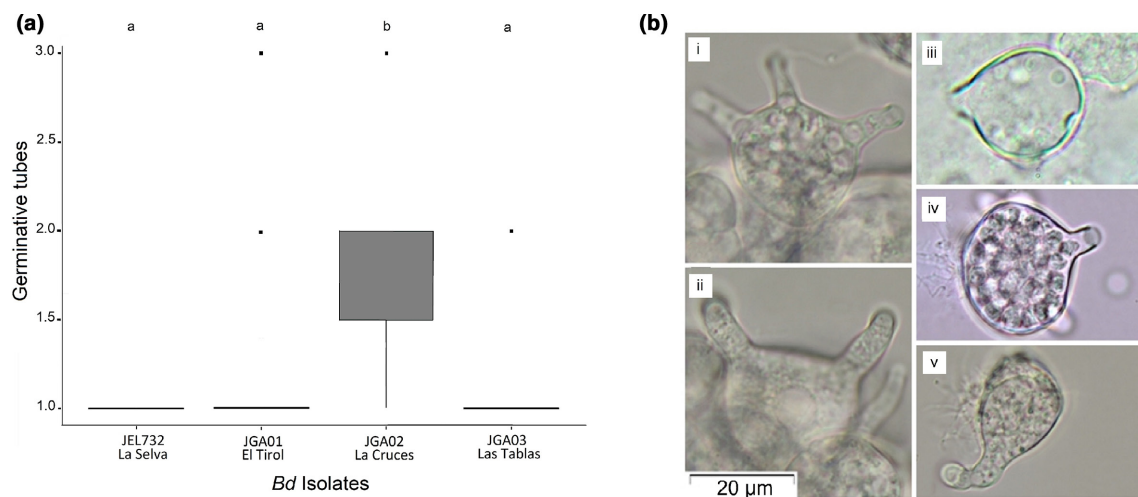 (a)
a a b a
Germinative tubes
3.0
2.5
2.0
1.5
1.0
JEL732 JGA01 JGA02 JGA03
La Selva El Tirol La Cruces Las Tablas
Bd Isolates
(b)
i
ii
20 µm
iii
iv
v